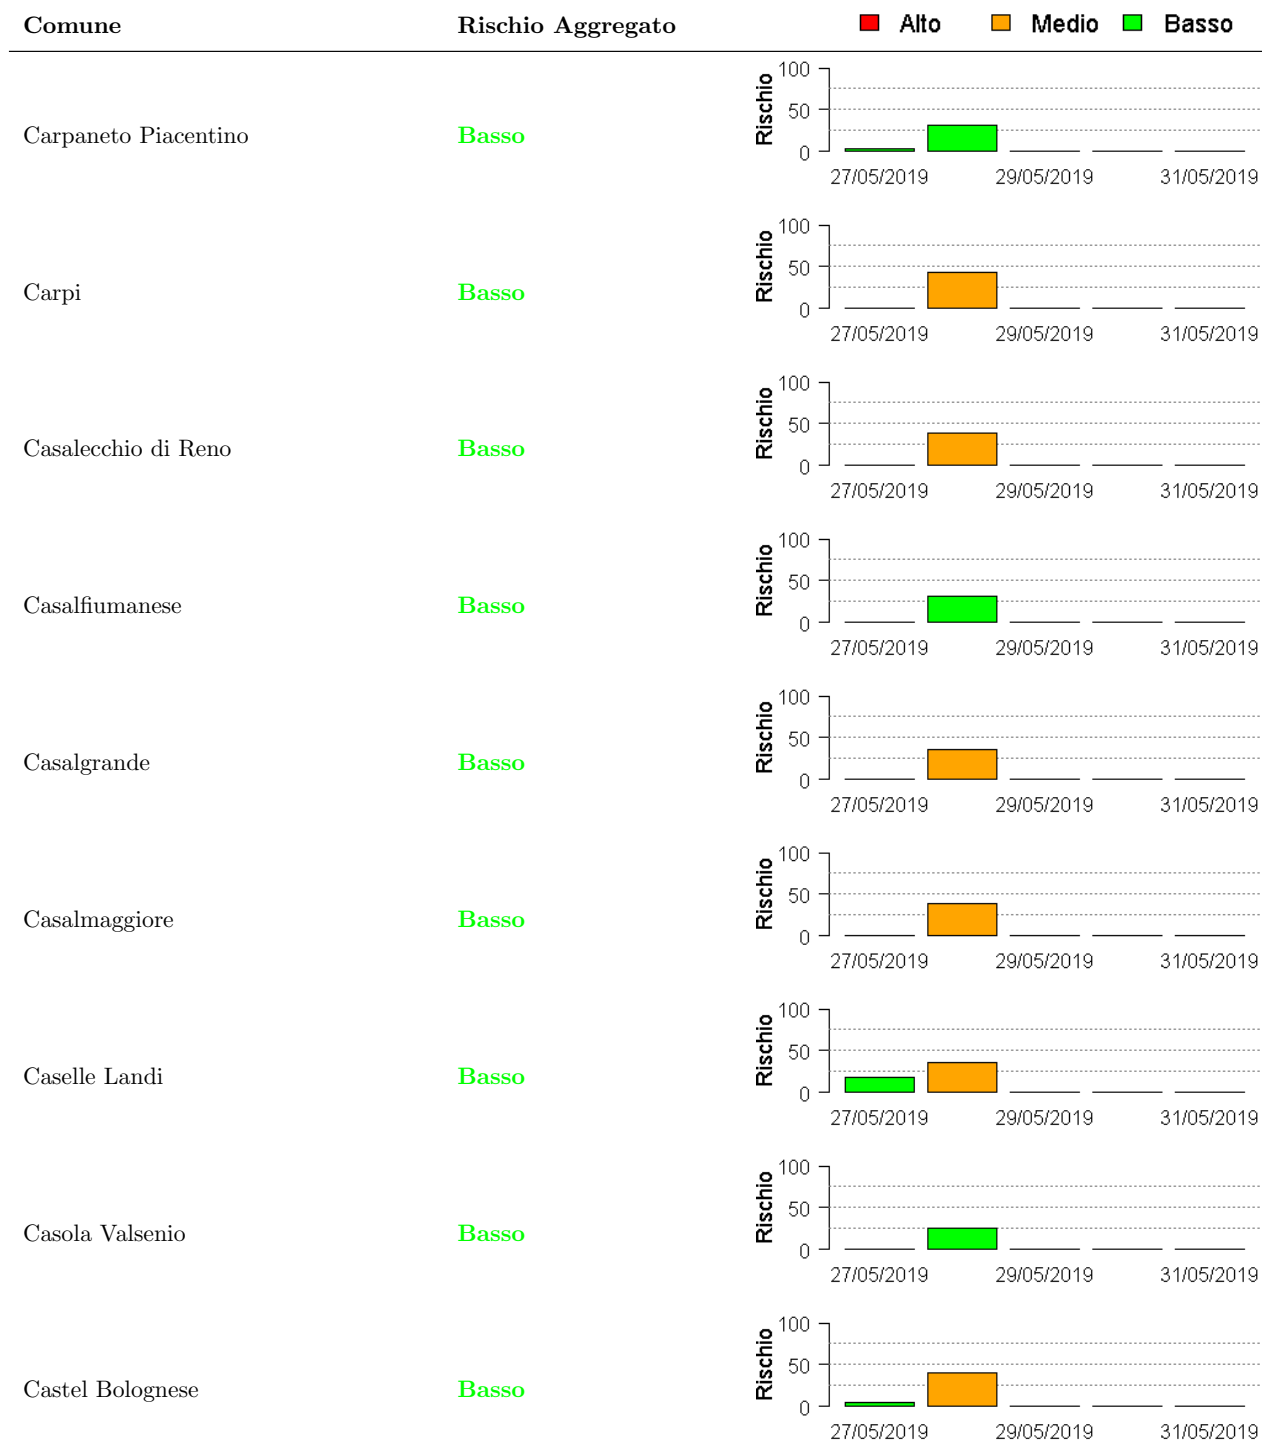 Comune Rischio Aggregato Alto Medio Basso
Carpaneto Piacentino Basso Rischio 0 50 100 27/05/2019 29/05/2019 31/05/2019
Carpi Basso Rischio 0 50 100 27/05/2019 29/05/2019 31/05/2019
Casalecchio di Reno Basso Rischio 0 50 100 27/05/2019 29/05/2019 31/05/2019
Casalfiumanese Basso Rischio 0 50 100 27/05/2019 29/05/2019 31/05/2019
Casalgrande Basso Rischio 0 50 100 27/05/2019 29/05/2019 31/05/2019
Casalmaggiore Basso Rischio 0 50 100 27/05/2019 29/05/2019 31/05/2019
Caselle Landi Basso Rischio 0 50 100 27/05/2019 29/05/2019 31/05/2019
Casola Valsenio Basso Rischio 0 50 100 27/05/2019 29/05/2019 31/05/2019
Castel Bolognese Basso Rischio 0 50 100 27/05/2019 29/05/2019 31/05/2019